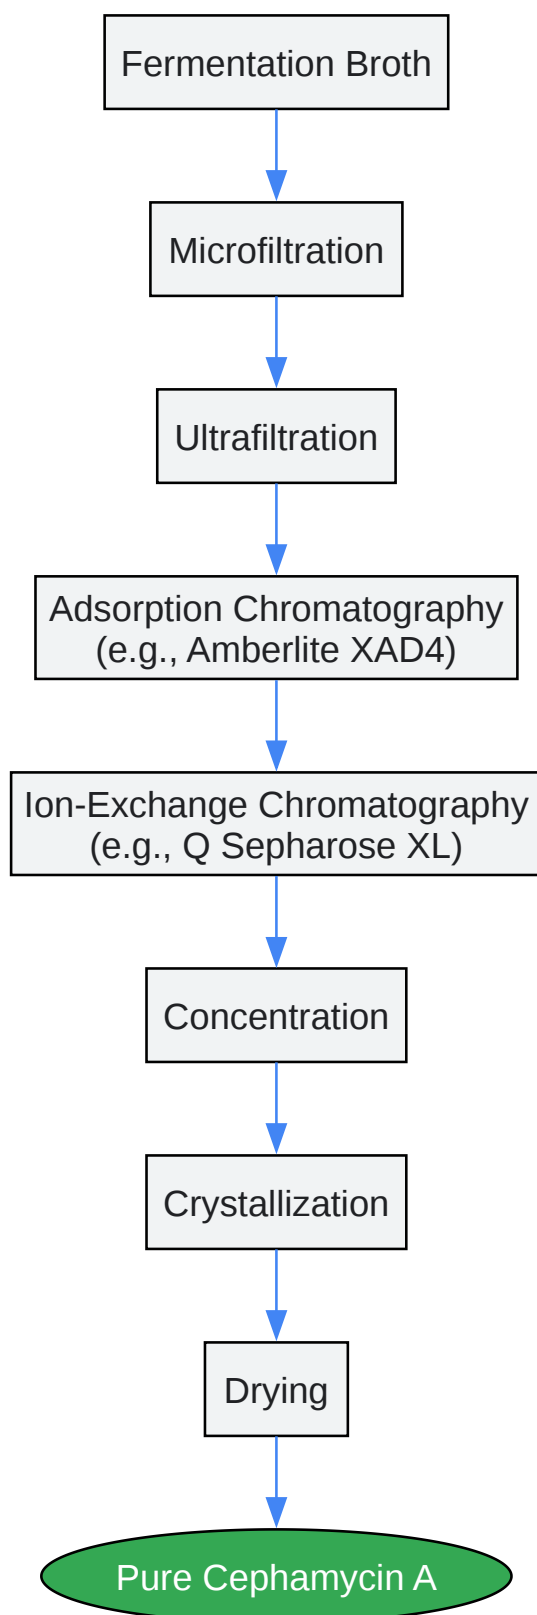 Fermentation Broth
Microfiltration
Ultrafiltration
Adsorption Chromatography
(e.g., Amberlite XAD4)
Ion-Exchange Chromatography
(e.g., Q Sepharose XL)
Concentration
Crystallization
Drying
Pure Cephamycin A